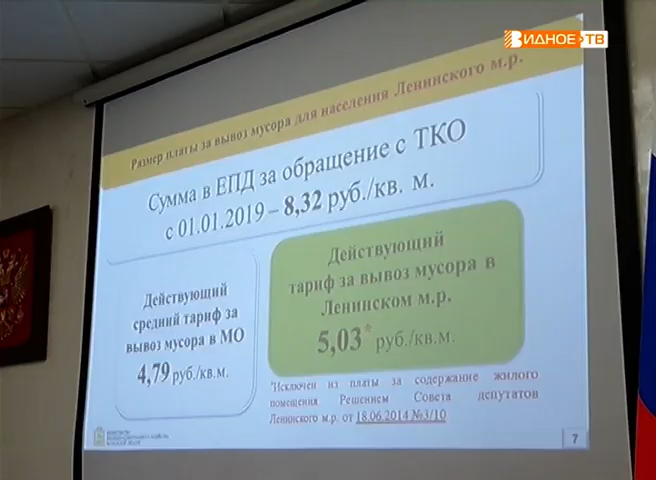 ВИДНОЕ-ТВ
Размер платы за вывоз мусора для населения Ленинского м.р.
Сумма в ЕПД за обращение с ТКО
с 01.01.2019 – 8,32 руб./кв. м.
Действующий
средний тариф за
вывоз мусора в МО
4,79 руб./кв.м.
Действующий
тариф за вывоз мусора в
Ленинском м.р.
5,03* руб./кв.м.
*Исключен из платы за содержание жилого
помещения Решением Совета депутатов
Ленинского м.р. от 18.06.2014 №3/10
7